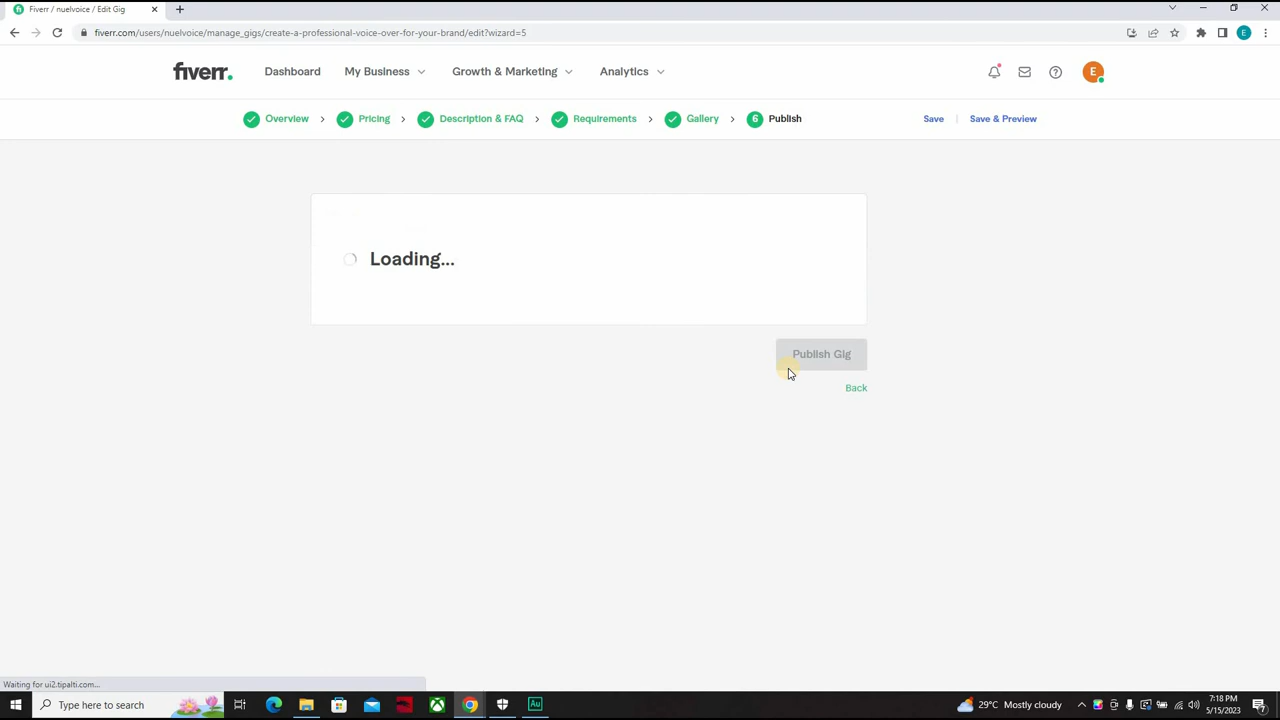 Fiverr / nuelvoice / Edit Gig
fiverr.com/users/nuelvoice/manage_gigs/create-a-professional-voice-over-for-your-brand/edit?wizard=5
E
fiverr.
Dashboard
My Business
Growth & Marketing
Analytics
E
Overview
Pricing
Description & FAQ
Requirements
Gallery
6 Publish
Save
Save & Preview
Loading...
Publish Gig
Back
Waiting for ui2.tipalti.com...
Type here to search
Au
29°C Mostly cloudy
7:18 PM
5/15/2023